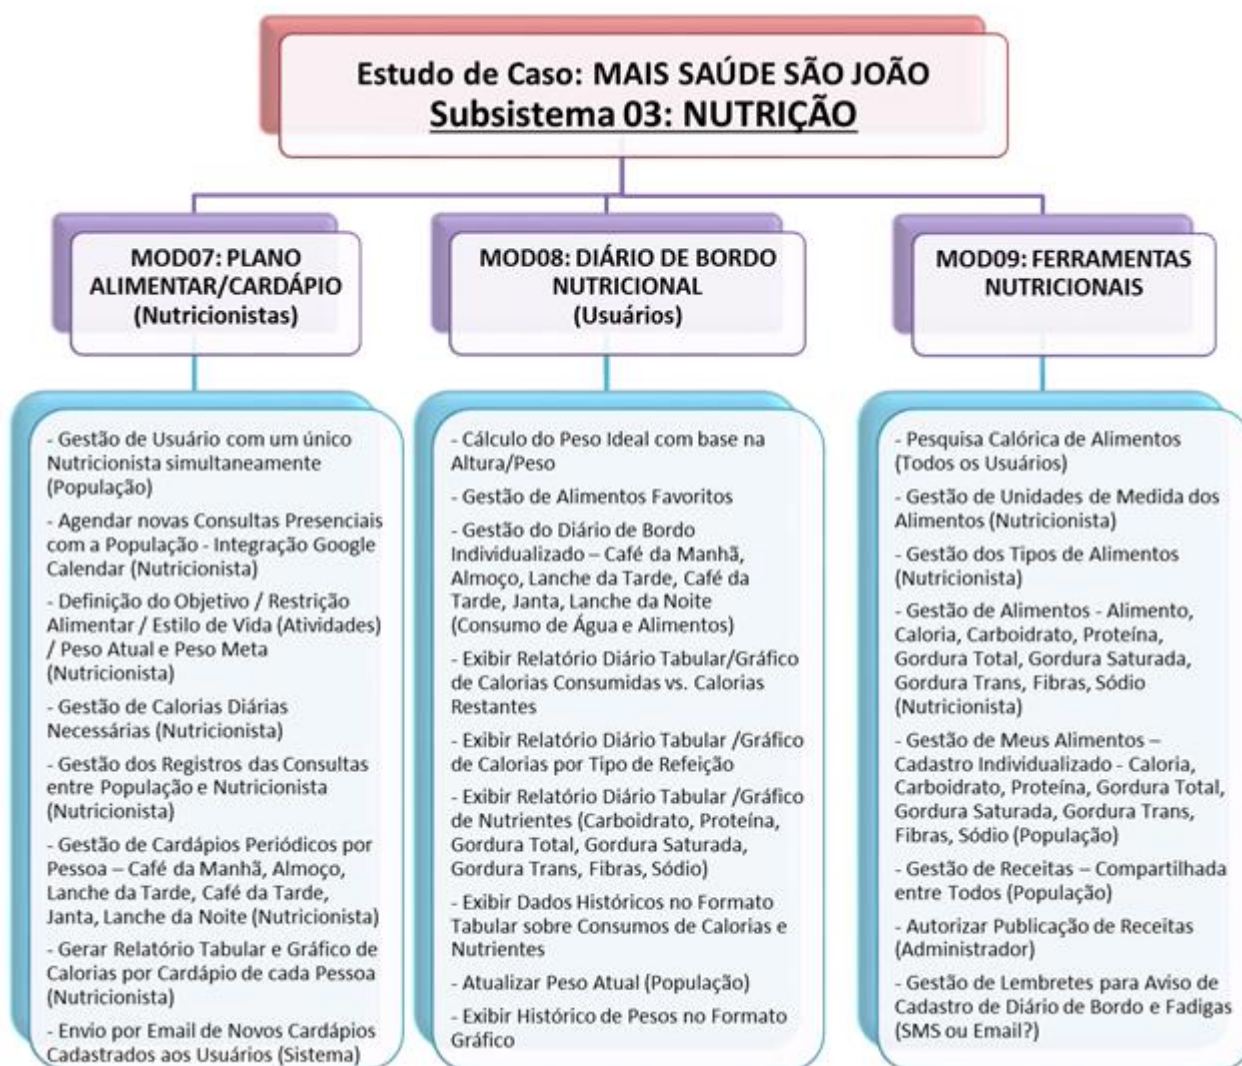 Estudo de Caso: MAIS SAÚDE SÃO JOÃO
Subsistema 03: NUTRIÇÃO
MOD07: PLANO
ALIMENTAR/CARDÁPIO
(Nutricionistas)
- Gestão de Usuário com um único
Nutricionista simultaneamente
(População)
- Agendar novas Consultas Presenciais
com a População - Integração Google
Calendar (Nutricionista)
- Definição do Objetivo / Restrição
Alimentar / Estilo de Vida (Atividades)
/ Peso Atual e Peso Meta
(Nutricionista)
- Gestão de Calorias Diárias
Necessárias (Nutricionista)
- Gestão dos Registros das Consultas
entre População e Nutricionista
(Nutricionista)
- Gestão de Cardápios Periódicos por
Pessoa – Café da Manhã, Almoço,
Lanche da Tarde, Café da Tarde,
Janta, Lanche da Noite (Nutricionista)
- Gerar Relatório Tabular e Gráfico de
Calorias por Cardápio de cada Pessoa
(Nutricionista)
- Envio por Email de Novos Cardápios
Cadastrados aos Usuários (Sistema)
MOD08: DIÁRIO DE BORDO
NUTRICIONAL
(Usuários)
- Cálculo do Peso Ideal com base na
Altura/Peso
- Gestão de Alimentos Favoritos
- Gestão do Diário de Bordo
Individualizado – Café da Manhã,
Almoço, Lanche da Tarde, Café da
Tarde, Janta, Lanche da Noite
(Consumo de Água e Alimentos)
- Exibir Relatório Diário Tabular/Gráfico
de Calorias Consumidas vs. Calorias
Restantes
- Exibir Relatório Diário Tabular /Gráfico
de Calorias por Tipo de Refeição
- Exibir Relatório Diário Tabular /Gráfico
de Nutrientes (Carboidrato, Proteína,
Gordura Total, Gordura Saturada,
Gordura Trans, Fibras, Sódio)
- Exibir Dados Históricos no Formato
Tabular sobre Consumos de Calorias e
Nutrientes
- Atualizar Peso Atual (População)
- Exibir Histórico de Pesos no Formato
Gráfico
MOD09: FERRAMENTAS
NUTRICIONAIS
- Pesquisa Calórica de Alimentos
(Todos os Usuários)
- Gestão de Unidades de Medida dos
Alimentos (Nutricionista)
- Gestão dos Tipos de Alimentos
(Nutricionista)
- Gestão de Alimentos - Alimento,
Caloria, Carboidrato, Proteína,
Gordura Total, Gordura Saturada,
Gordura Trans, Fibras, Sódio
(Nutricionista)
- Gestão de Meus Alimentos –
Cadastro Individualizado - Caloria,
Carboidrato, Proteína, Gordura Total,
Gordura Saturada, Gordura Trans,
Fibras, Sódio (População)
- Gestão de Receitas – Compartilhada
entre Todos (População)
- Autorizar Publicação de Receitas
(Administrador)
- Gestão de Lembretes para Aviso de
Cadastro de Diário de Bordo e Fadigas
(SMS ou Email?)